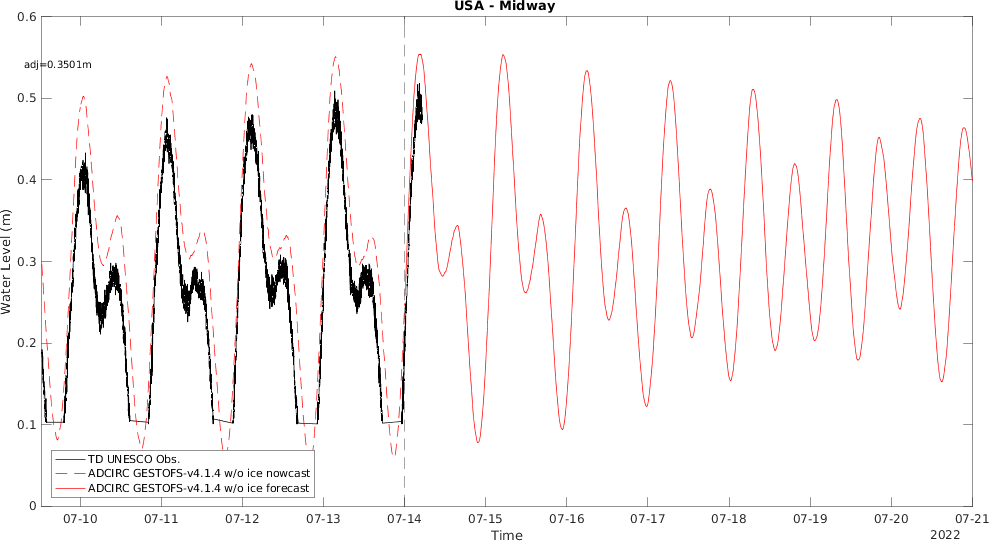 USA - Midway
0.6
adj=0.3501m
0.5
0.4
0.3
0.2
0.1
0
Water Level (m)
TD UNESCO Obs.
ADCIRC GESTOFS-v4.1.4 w/o ice nowcast
ADCIRC GESTOFS-v4.1.4 w/o ice forecast
07-10 07-11 07-12 07-13 07-14 07-15 07-16 07-17 07-18 07-19 07-20 07-21
Time
2022